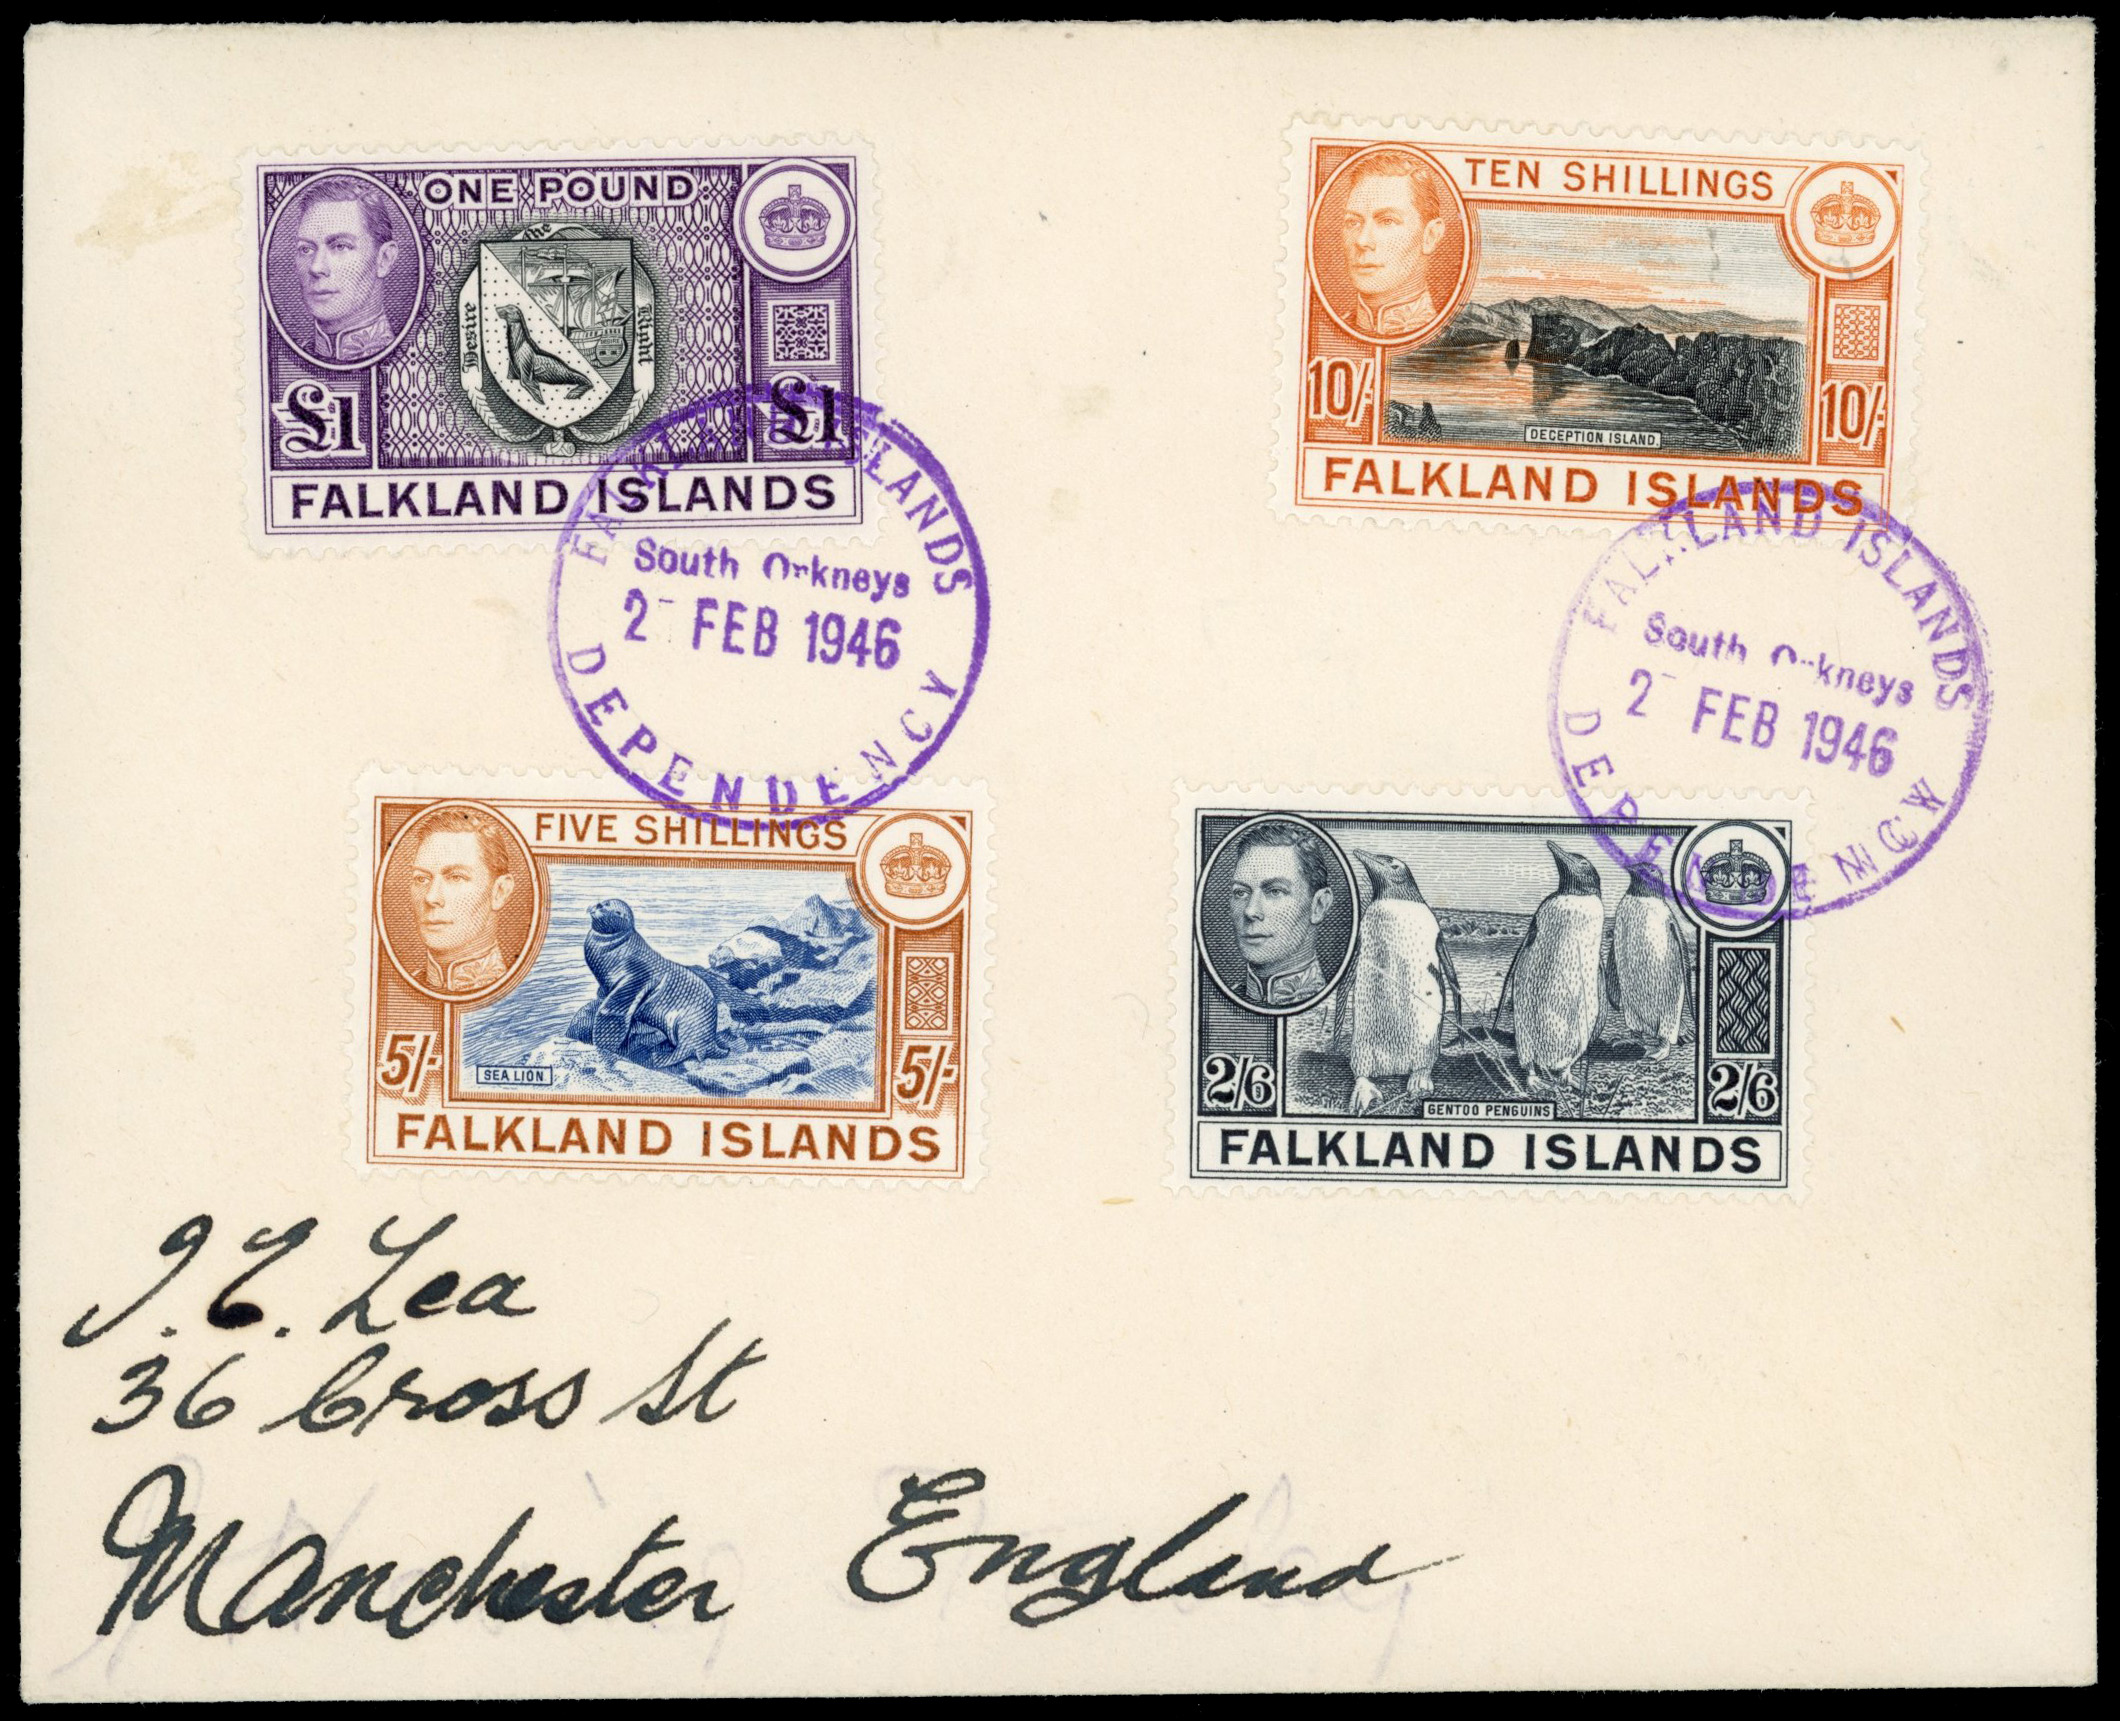 ONE POUND
Desire the Right
£1 £1
FALKLAND ISLANDS
TEN SHILLINGS
10/- 10/-
DECEPTION ISLAND.
FALKLAND ISLANDS
FALKLAND ISLANDS
South Orkneys
2 - FEB 1946
DEPENDENCY
FALKLAND ISLANDS
South Orkneys
2 - FEB 1946
DEPENDENCY
FIVE SHILLINGS
5/- 5/-
SEA LION
FALKLAND ISLANDS
2/6 2/6
GENTOO PENGUINS
FALKLAND ISLANDS
Lea
36 Cross St
Manchester England